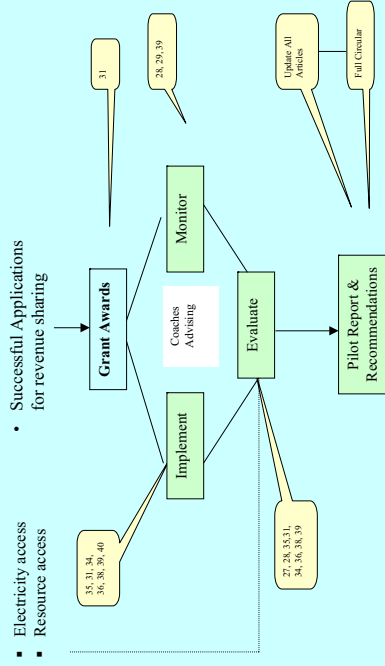 ▪ Electricity access
▪ Resource access
• Successful Applications
for revenue sharing
31
Grant Awards
28, 29, 39
35, 31, 34,
36, 38, 39, 40
Implement
Coaches
Advising
Monitor
27, 28, 35,31,
34, 36, 38, 39
Evaluate
Update All
Articles
Pilot Report &
Recommendations
Full Circular